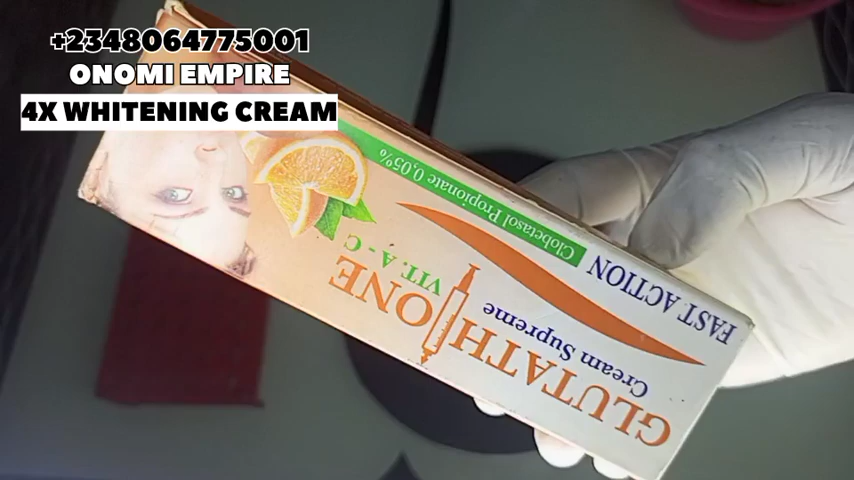 +2348064775001
ONOMI EMPIRE
4X WHITENING CREAM
FAST ACTION
Clobetasol Propionate 0,05%
GLUTATHIONE
Cream Supreme
VIT. A - C